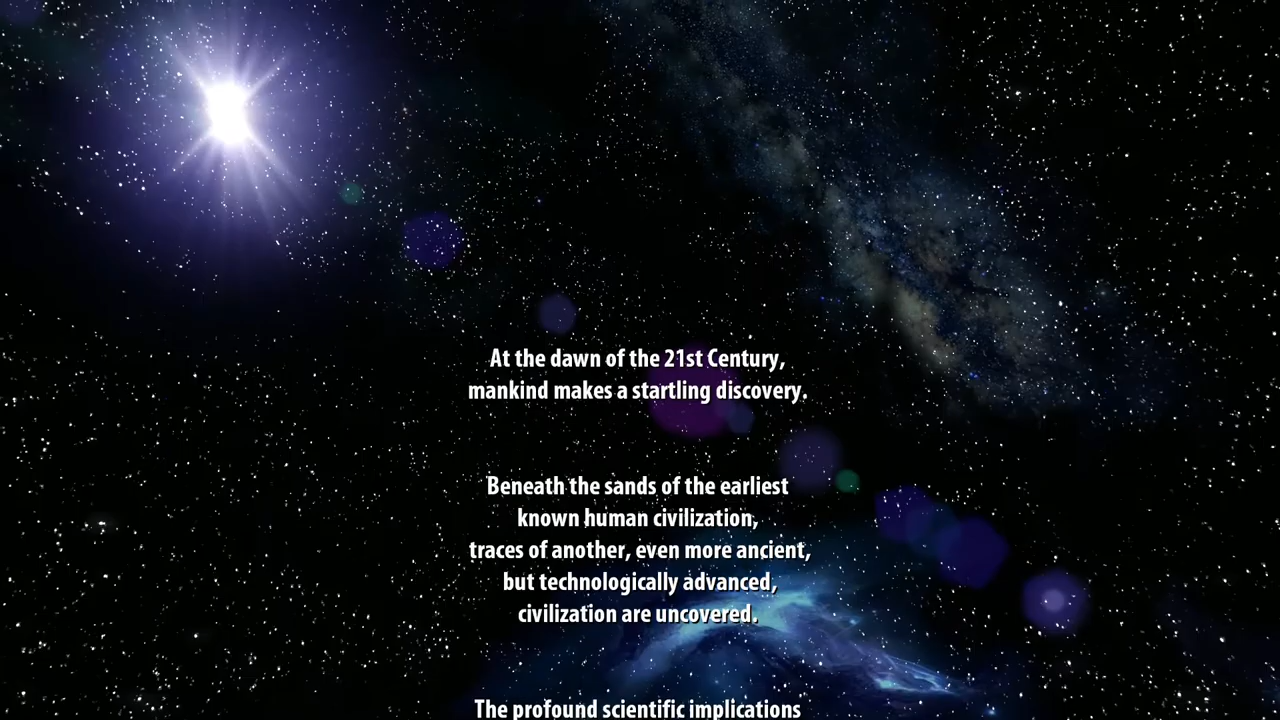 At the dawn of the 21st Century,
mankind makes a startling discovery.
Beneath the sands of the earliest
known human civilization,
traces of another, even more ancient,
but technologically advanced,
civilization are uncovered.
The profound scientific implications